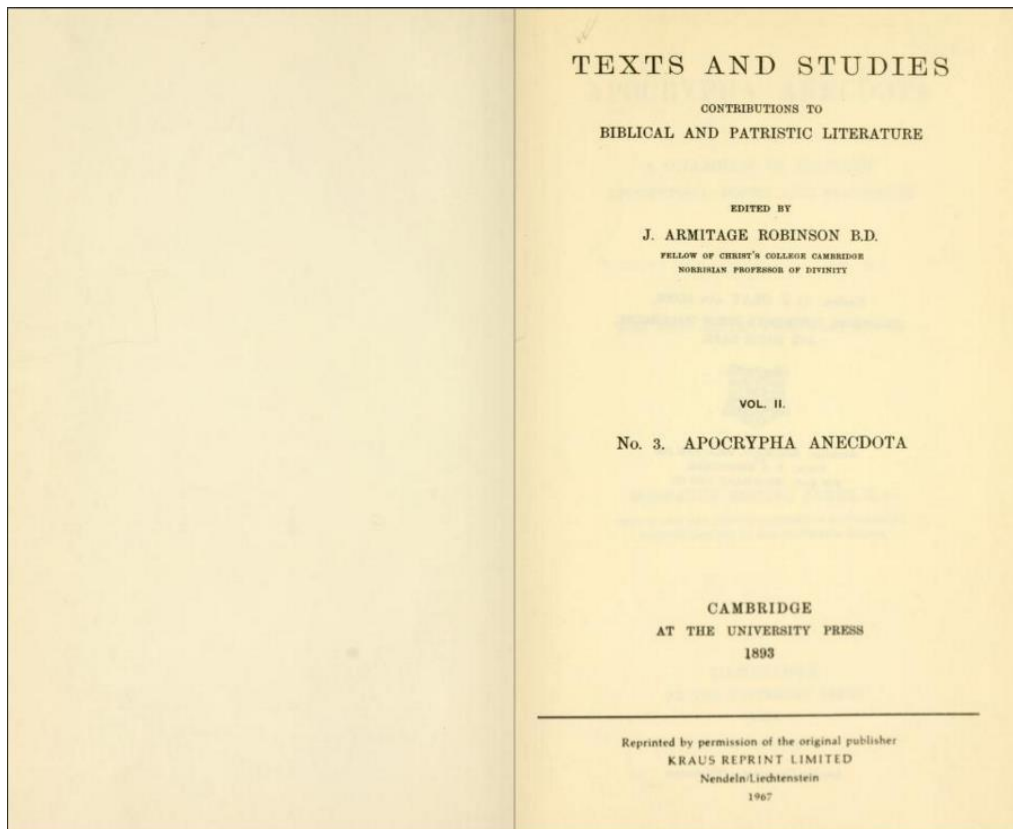 TEXTS AND STUDIES
CONTRIBUTIONS TO
BIBLICAL AND PATRISTIC LITERATURE
EDITED BY
J. ARMITAGE ROBINSON B.D.
FELLOW OF CHRIST'S COLLEGE CAMBRIDGE
NORRISIAN PROFESSOR OF DIVINITY
VOL. II.
No. 3. APOCRYPHA ANECDOTA
CAMBRIDGE
AT THE UNIVERSITY PRESS
1893
Reprinted by permission of the original publisher
KRAUS REPRINT LIMITED
Nendeln/Liechtenstein
1967